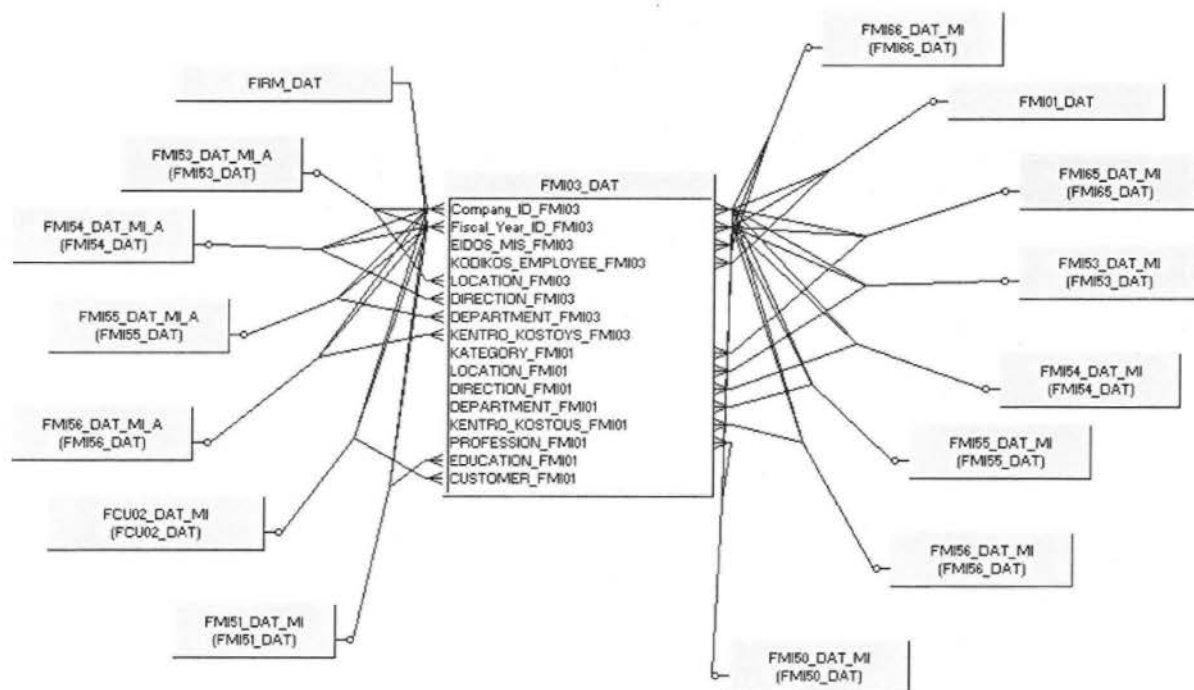 FMI66_DAT_MI
(FMI66_DAT)
FIRM_DAT
FMI01_DAT
FMI53_DAT_MI_A
(FMI53_DAT)
FMI65_DAT_MI
(FMI65_DAT)
FMI54_DAT_MI_A
(FMI54_DAT)
FMI03_DAT
Company_ID_FMI03
Fiscal_Year_ID_FMI03
EIDOS_MIS_FMI03
KODIKOS_EMPLOYEE_FMI03
LOCATION_FMI03
DIRECTION_FMI03
DEPARTMENT_FMI03
KENTRO_KOSTOYS_FMI03
KATEGORY_FMI01
LOCATION_FMI01
DIRECTION_FMI01
DEPARTMENT_FMI01
KENTRO_KOSTOUS_FMI01
PROFESSION_FMI01
EDUCATION_FMI01
CUSTOMER_FMI01
FMI53_DAT_MI
(FMI53_DAT)
FMI55_DAT_MI_A
(FMI55_DAT)
FMI54_DAT_MI
(FMI54_DAT)
FMI56_DAT_MI_A
(FMI56_DAT)
FMI55_DAT_MI
(FMI55_DAT)
FCU02_DAT_MI
(FCU02_DAT)
FMI56_DAT_MI
(FMI56_DAT)
FMI51_DAT_MI
(FMI51_DAT)
FMI50_DAT_MI
(FMI50_DAT)